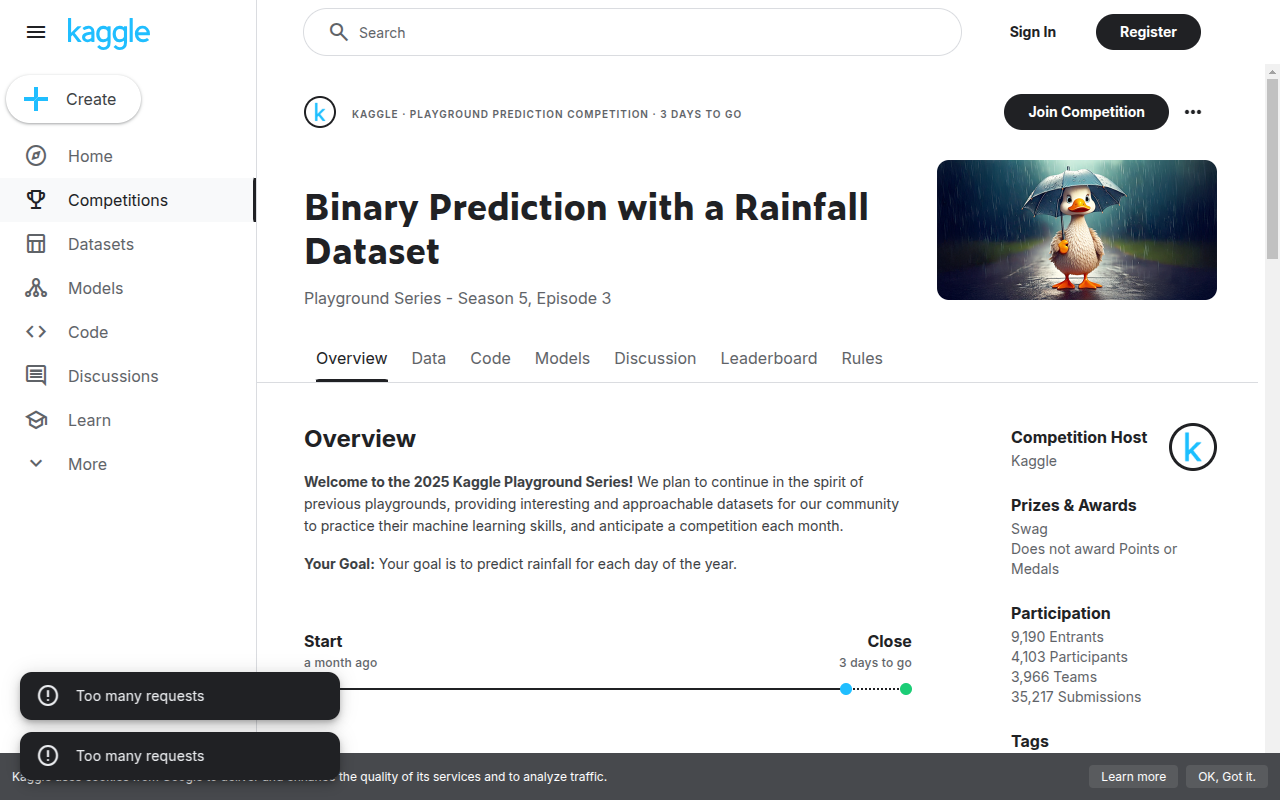 kaggle
Search
Sign In
Register
Create
Home
Competitions
Datasets
Models
Code
Discussions
Learn
More
KAGGLE · PLAYGROUND PREDICTION COMPETITION · 3 DAYS TO GO
Join Competition
Binary Prediction with a Rainfall
Dataset
Playground Series - Season 5, Episode 3
Overview
Data
Code
Models
Discussion
Leaderboard
Rules
Overview
Welcome to the 2025 Kaggle Playground Series! We plan to continue in the spirit of
previous playgrounds, providing interesting and approachable datasets for our community
to practice their machine learning skills, and anticipate a competition each month.
Your Goal: Your goal is to predict rainfall for each day of the year.
Start
a month ago
Close
3 days to go
Competition Host
Kaggle
Prizes & Awards
Swag
Does not award Points or
Medals
Participation
9,190 Entrants
4,103 Participants
3,966 Teams
35,217 Submissions
Tags
Too many requests
Too many requests
the quality of its services and to analyze traffic.
Learn more
OK, Got it.